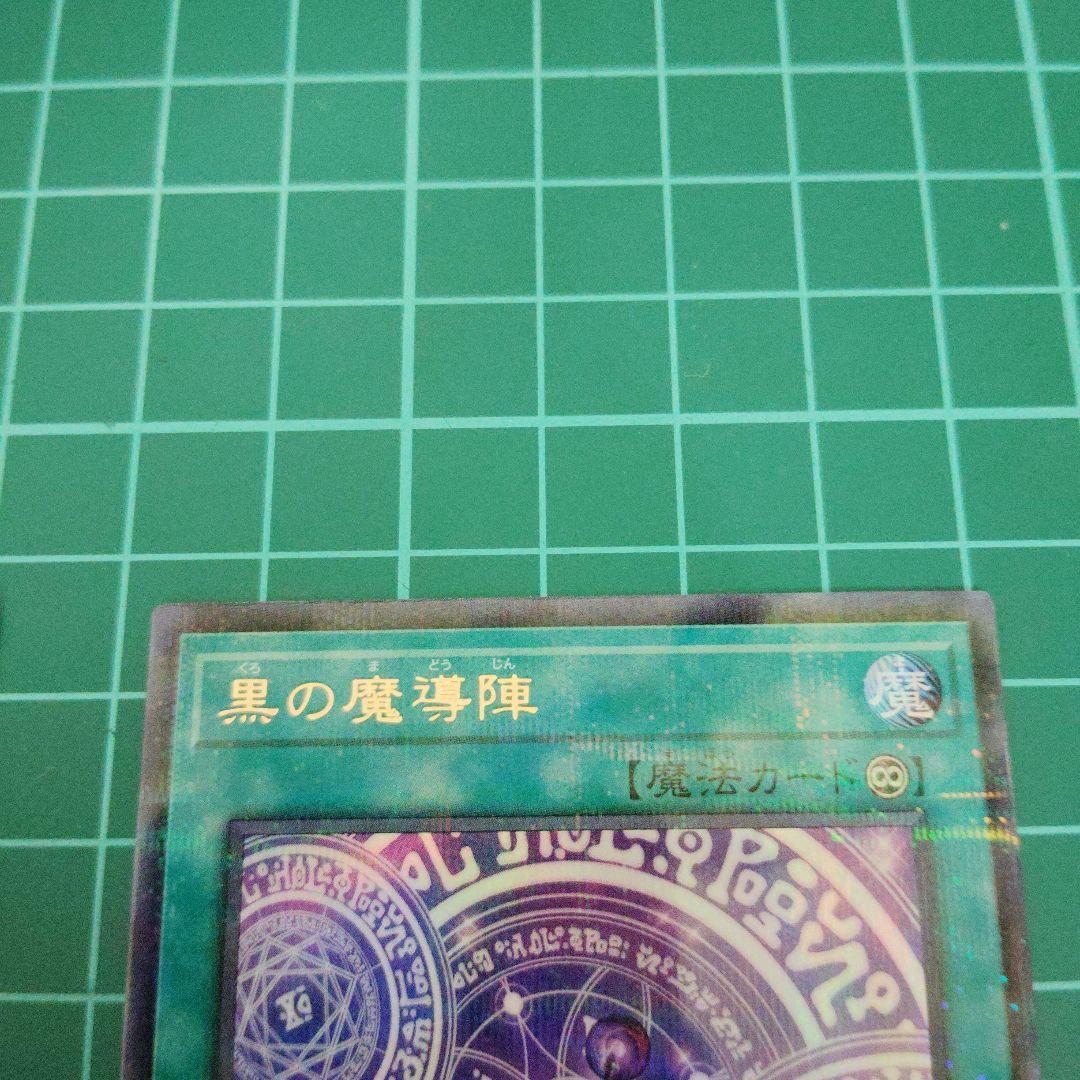 くろ ま どう じん
黒の魔導陣 魔
【魔法カード】